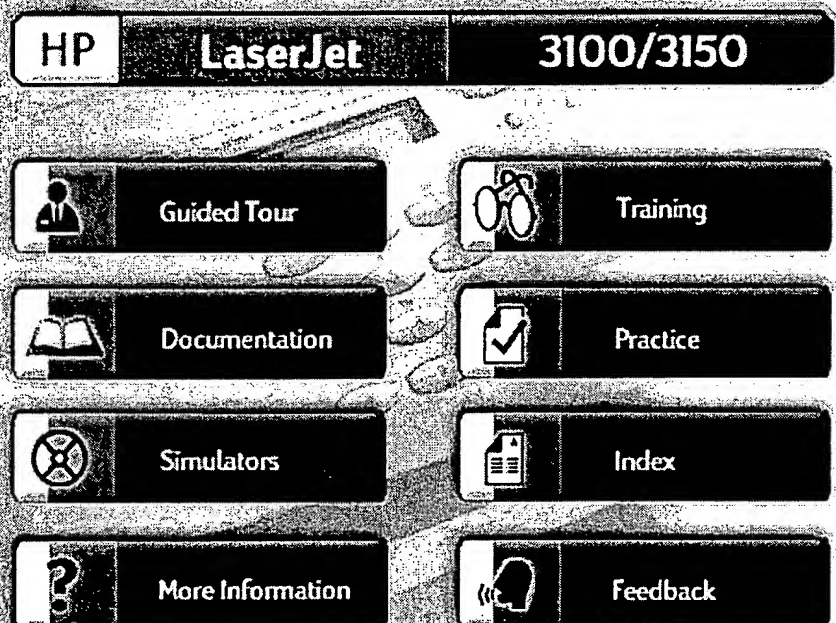 HP LaserJet 3100/3150
Guided Tour Training
Documentation Practice
Simulators Index
More Information Feedback